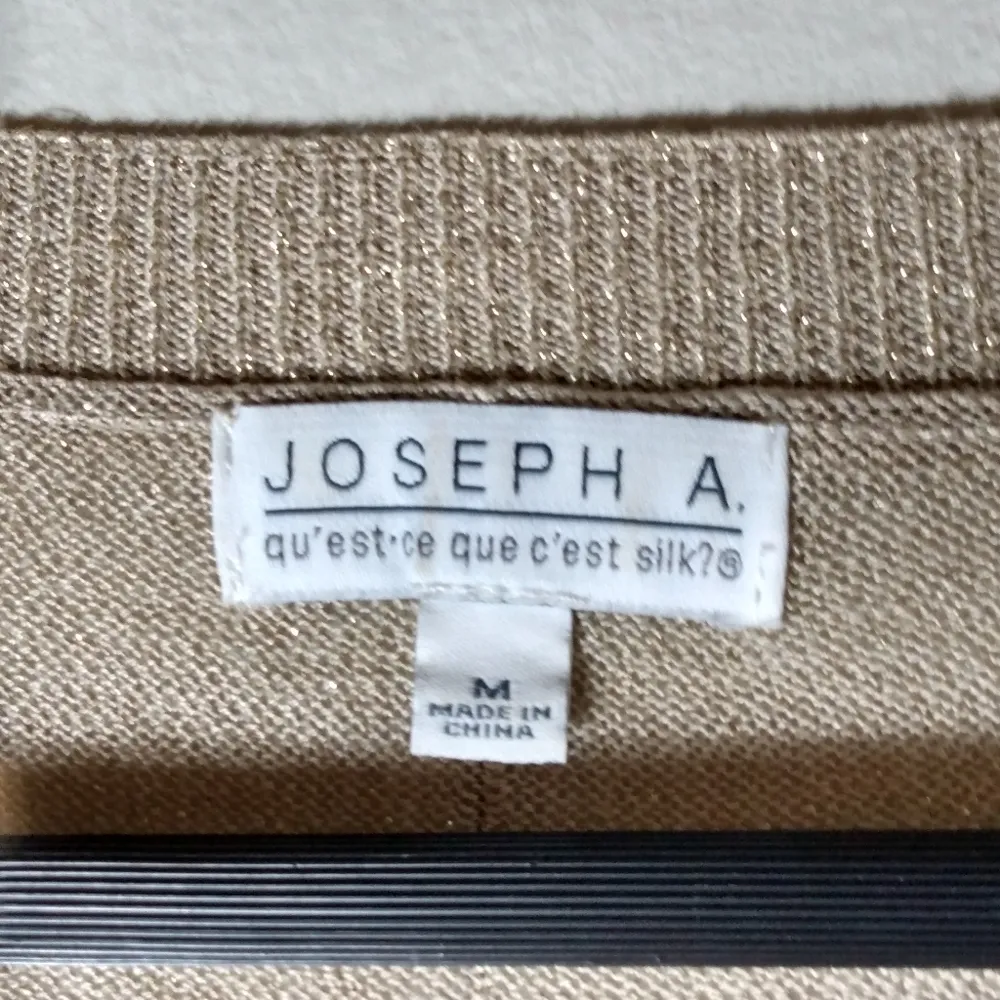 JOSEPH A.
qu'est·ce que c'est silk?®
M
MADE IN
CHINA